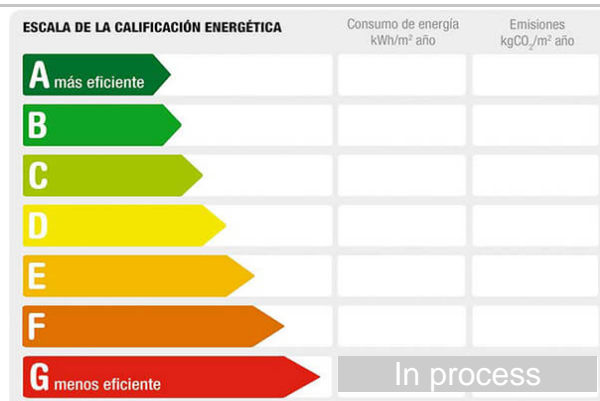 ESCALA DE LA CALIFICACIÓN ENERGÉTICA
Consumo de energía
kWh/m² año
Emisiones
kgCO₂/m² año
A más eficiente
B
C
D
E
F
G menos eficiente
In process